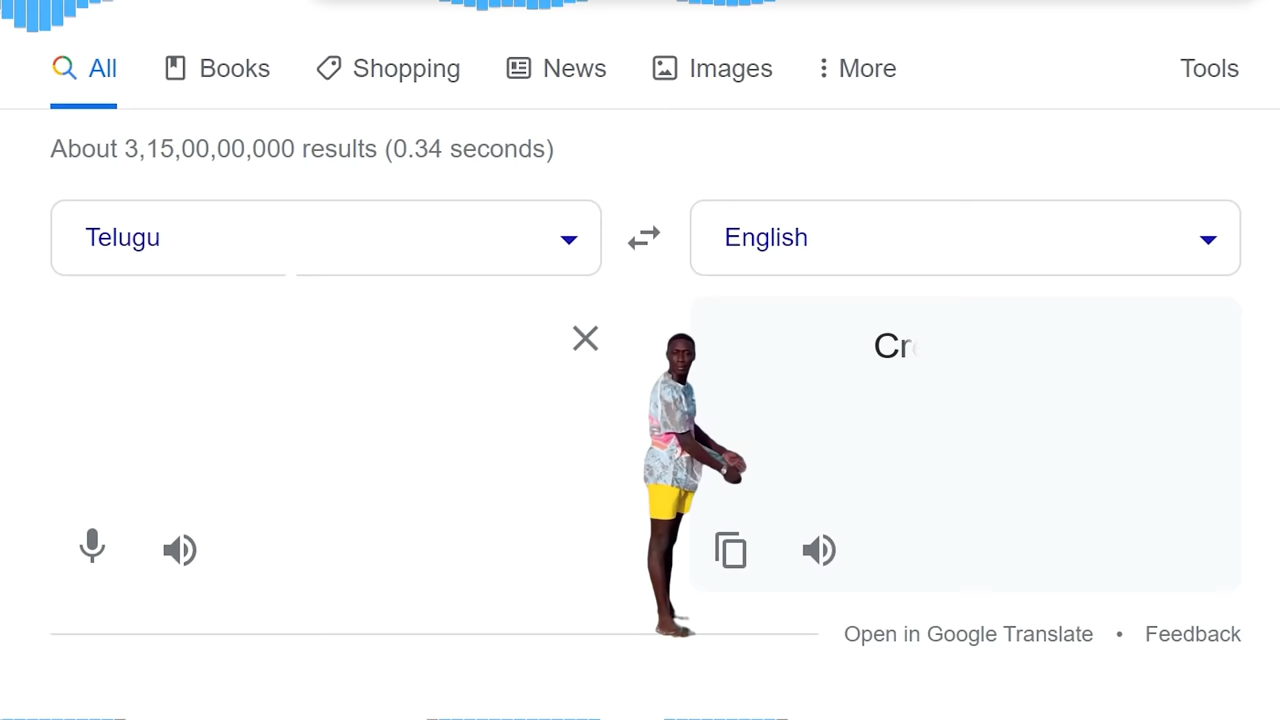 All Books Shopping News Images More Tools
About 3,15,00,00,000 results (0.34 seconds)
Telugu English
Cr
Open in Google Translate • Feedback